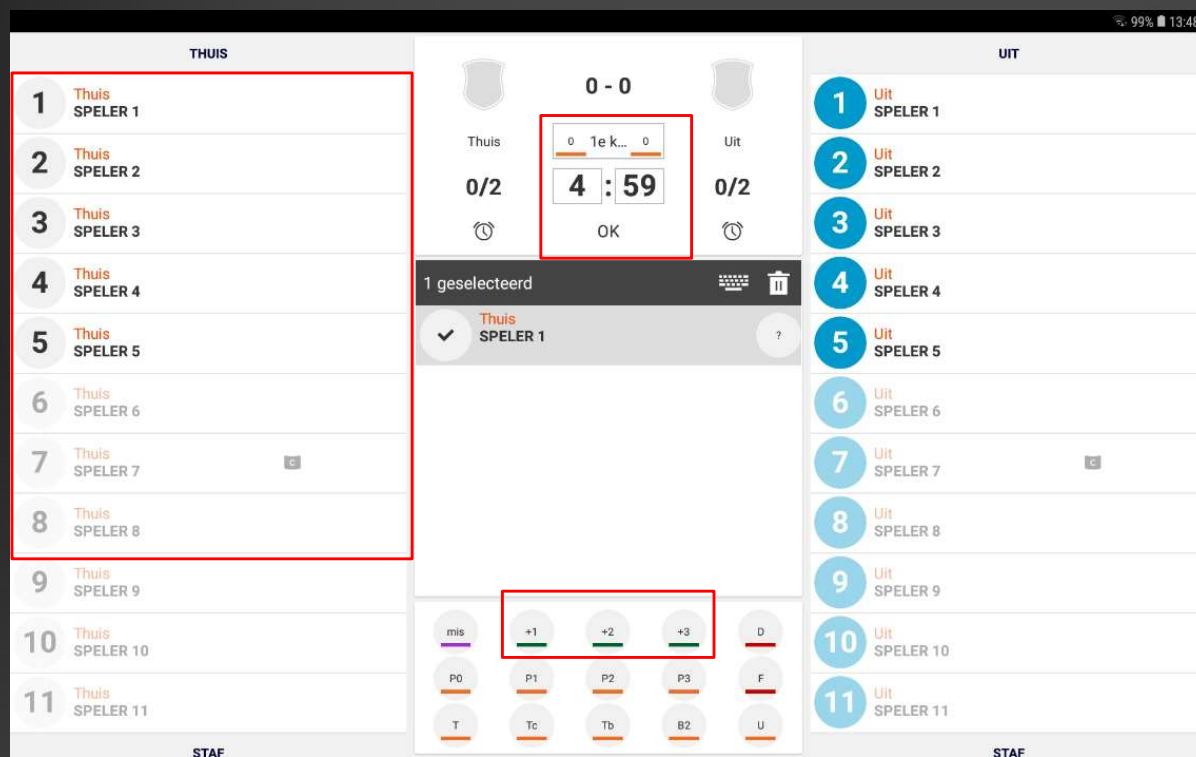 99% 13:48
THUIS
1 Thuis
SPELER 1
2 Thuis
SPELER 2
3 Thuis
SPELER 3
4 Thuis
SPELER 4
5 Thuis
SPELER 5
6 Thuis
SPELER 6
7 Thuis
SPELER 7 C
8 Thuis
SPELER 8
9 Thuis
SPELER 9
10 Thuis
SPELER 10
11 Thuis
SPELER 11
STAF
0 - 0
Thuis 0 1e k... 0 Uit
0/2 4 : 59 0/2
OK
1 geselecteerd
Thuis
SPELER 1 ?
mis +1 +2 +3 D
P0 P1 P2 P3 F
T Tc Tb B2 U
UIT
1 Uit
SPELER 1
2 Uit
SPELER 2
3 Uit
SPELER 3
4 Uit
SPELER 4
5 Uit
SPELER 5
6 Uit
SPELER 6
7 Uit
SPELER 7 C
8 Uit
SPELER 8
9 Uit
SPELER 9
10 Uit
SPELER 10
11 Uit
SPELER 11
STAF